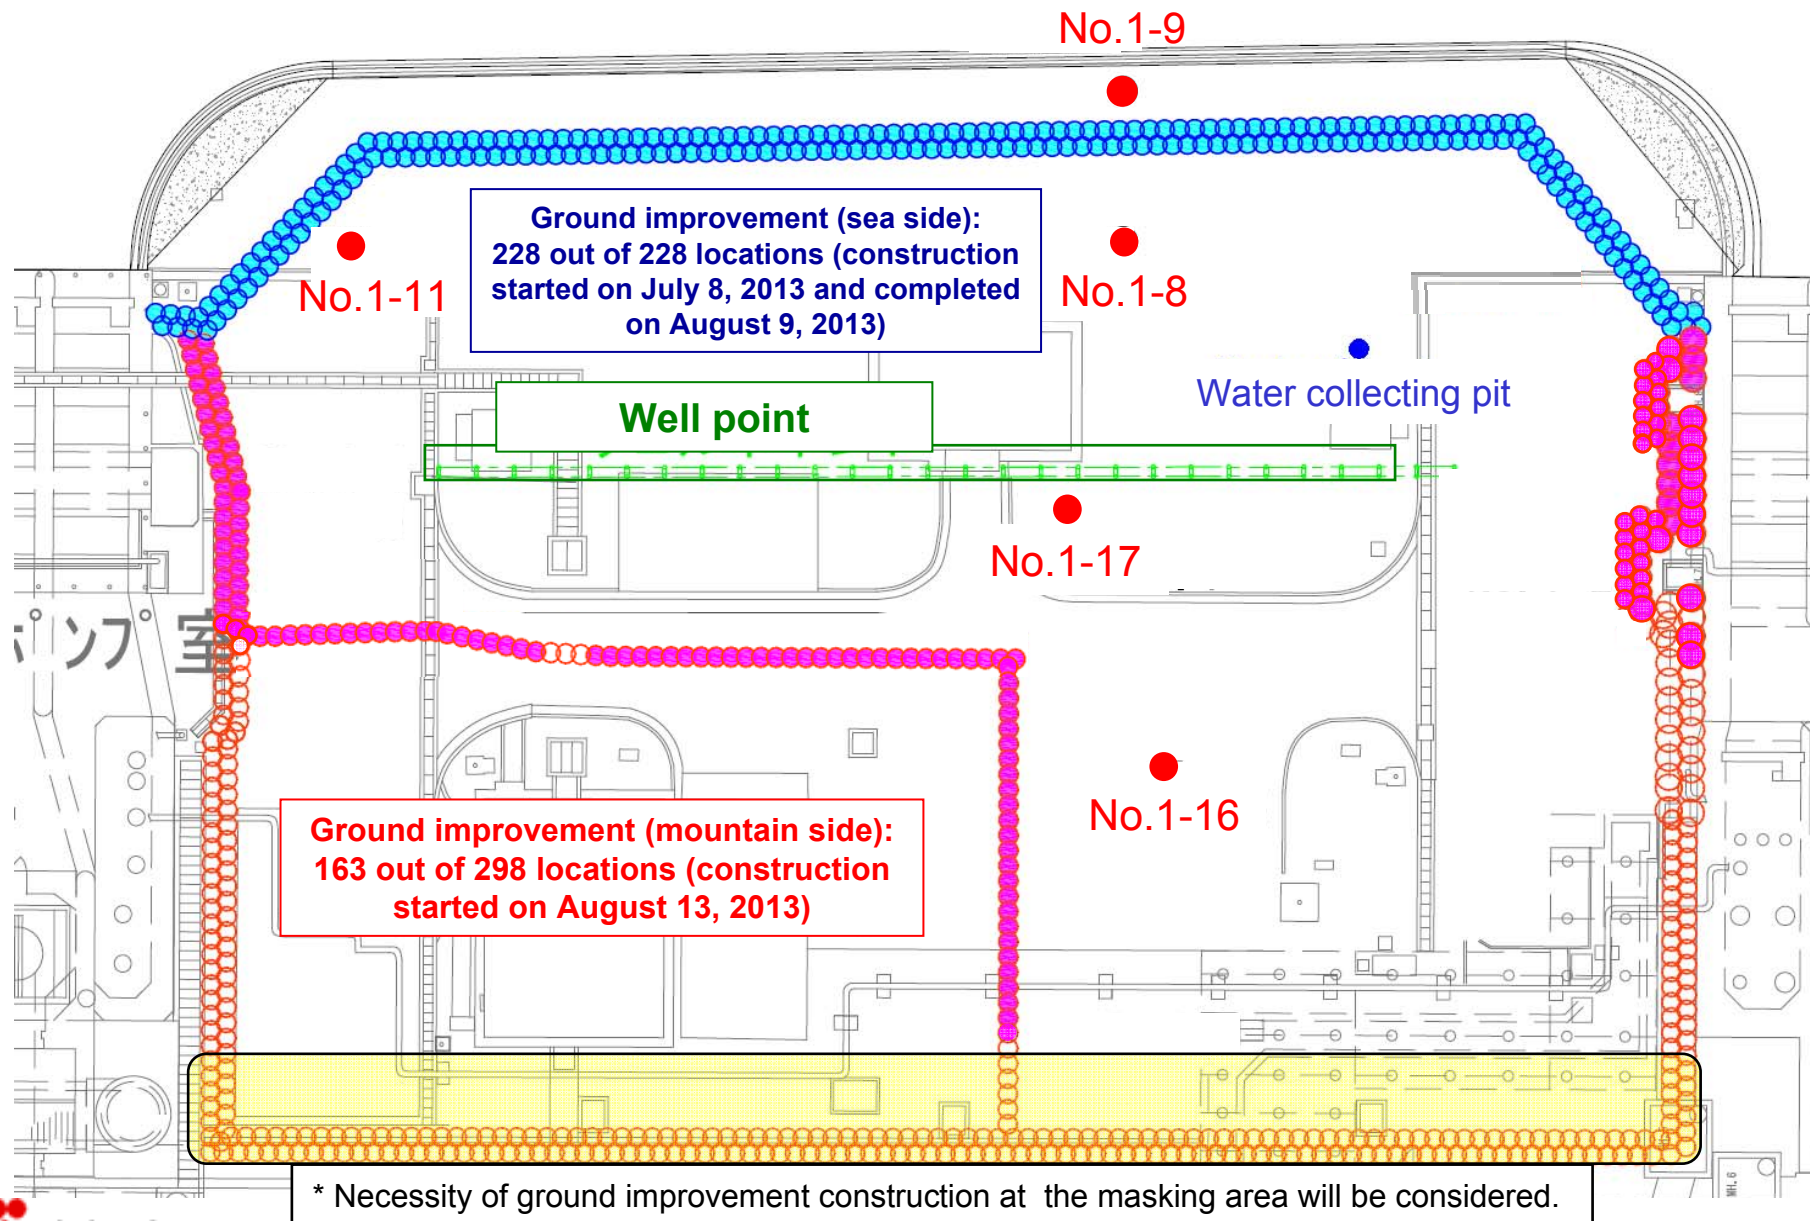 No.1-9
Ground improvement (sea side):
228 out of 228 locations (construction
started on July 8, 2013 and completed
on August 9, 2013)
No.1-11
No.1-8
Water collecting pit
Well point
No.1-17
ポンプ室
No.1-16
Ground improvement (mountain side):
163 out of 298 locations (construction
started on August 13, 2013)
* Necessity of ground improvement construction at the masking area will be considered.